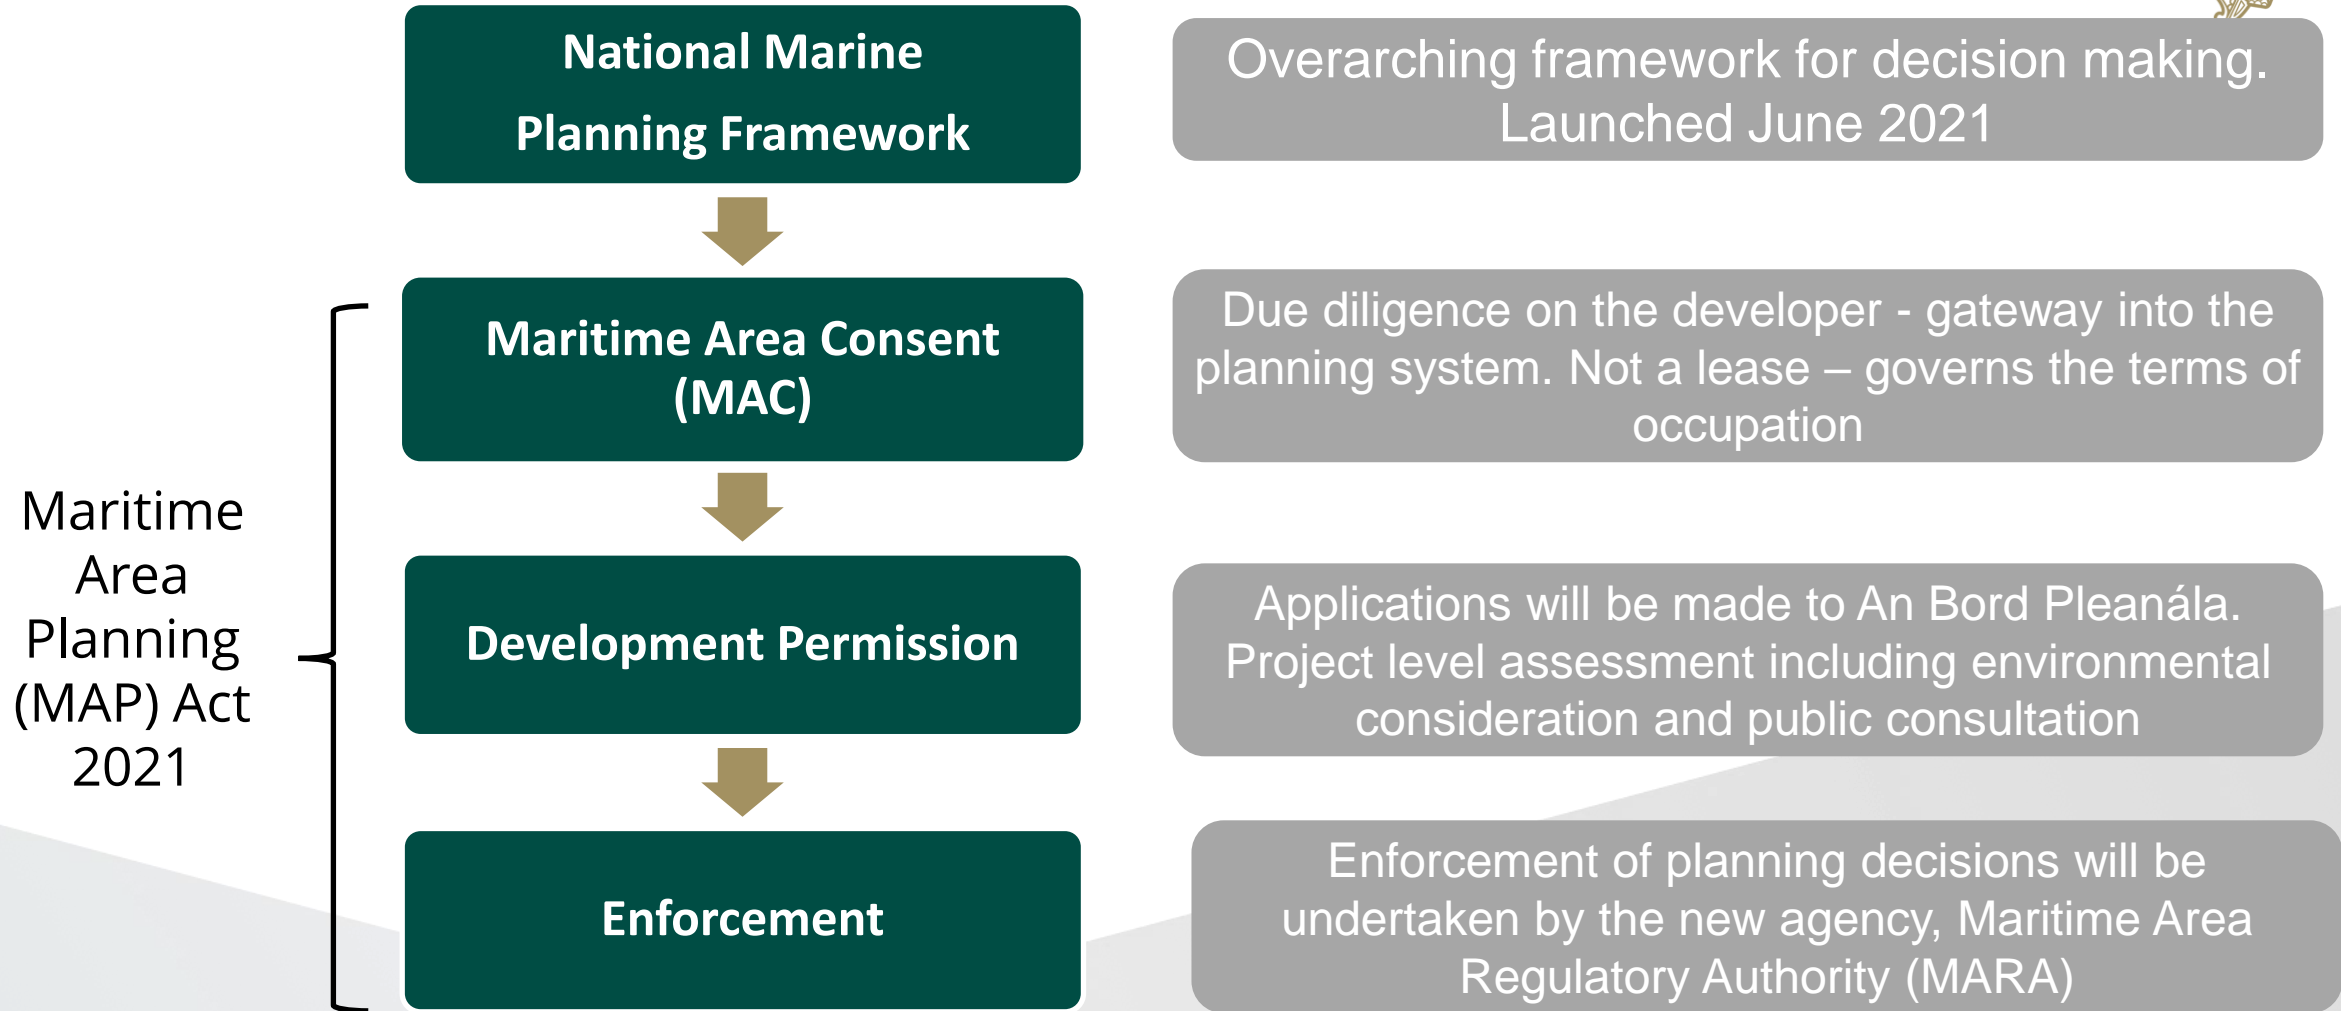 National Marine
Planning Framework
Overarching framework for decision making.
Launched June 2021
Maritime Area Consent
(MAC)
Due diligence on the developer - gateway into the
planning system. Not a lease – governs the terms of
occupation
Maritime
Area
Planning
(MAP) Act
2021
Development Permission
Applications will be made to An Bord Pleanála.
Project level assessment including environmental
consideration and public consultation
Enforcement
Enforcement of planning decisions will be
undertaken by the new agency, Maritime Area
Regulatory Authority (MARA)